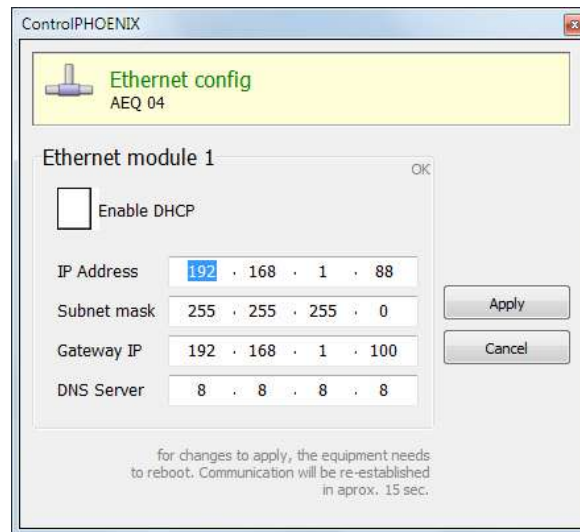 ControlPHOENIX
x
Ethernet config
AEQ 04
Ethernet module 1
OK
Enable DHCP
IP Address 192 . 168 . 1 . 88
Subnet mask 255 . 255 . 255 . 0
Apply
Gateway IP 192 . 168 . 1 . 100
Cancel
DNS Server 8 . 8 . 8 . 8
for changes to apply, the equipment needs
to reboot. Communication will be re-established
in aprox. 15 sec.